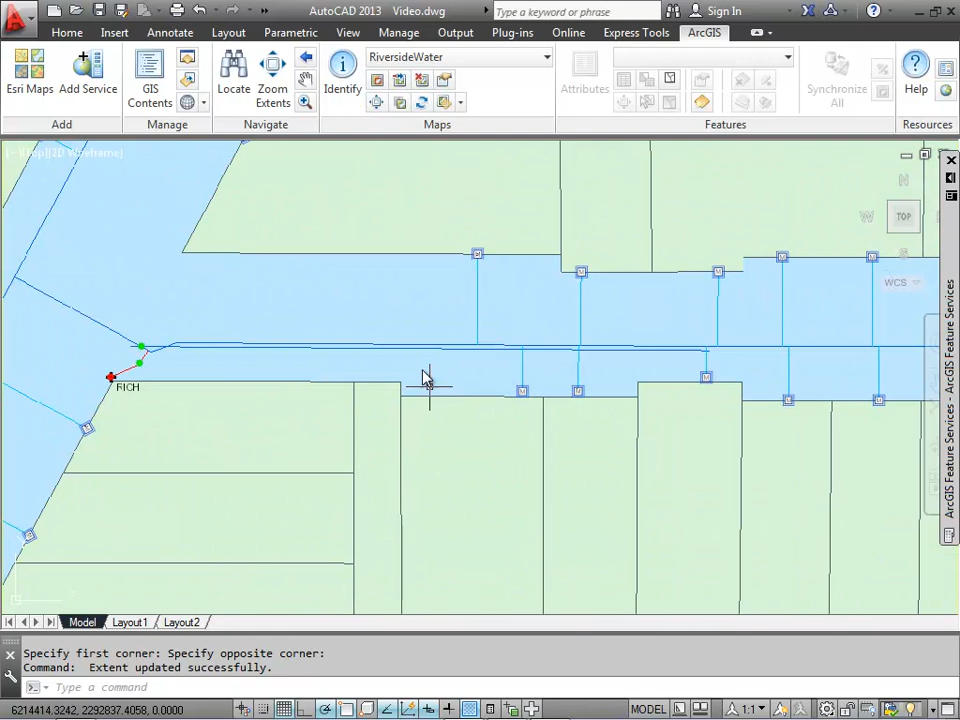 AutoCAD 2013 Video.dwg
Type a keyword or phrase
Sign In
Home Insert Annotate Layout Parametric View Manage Output Plug-ins Online Express Tools ArcGIS
Esri Maps Add Service GIS Contents Locate Zoom Extents Identify RiversideWater Attributes Synchronize All Help
Add Manage Navigate Maps Features Resources
[−][Top][2D Wireframe]
N
W TOP
S
WCS
M M M M M M M M M M
RICH
ArcGIS Feature Services - ArcGIS Feature Services
Model Layout1 Layout2
Specify first corner: Specify opposite corner:
Command: Extent updated successfully.
Type a command
6214414.3243, 2292837.4058, 0.0000
MODEL 1:1